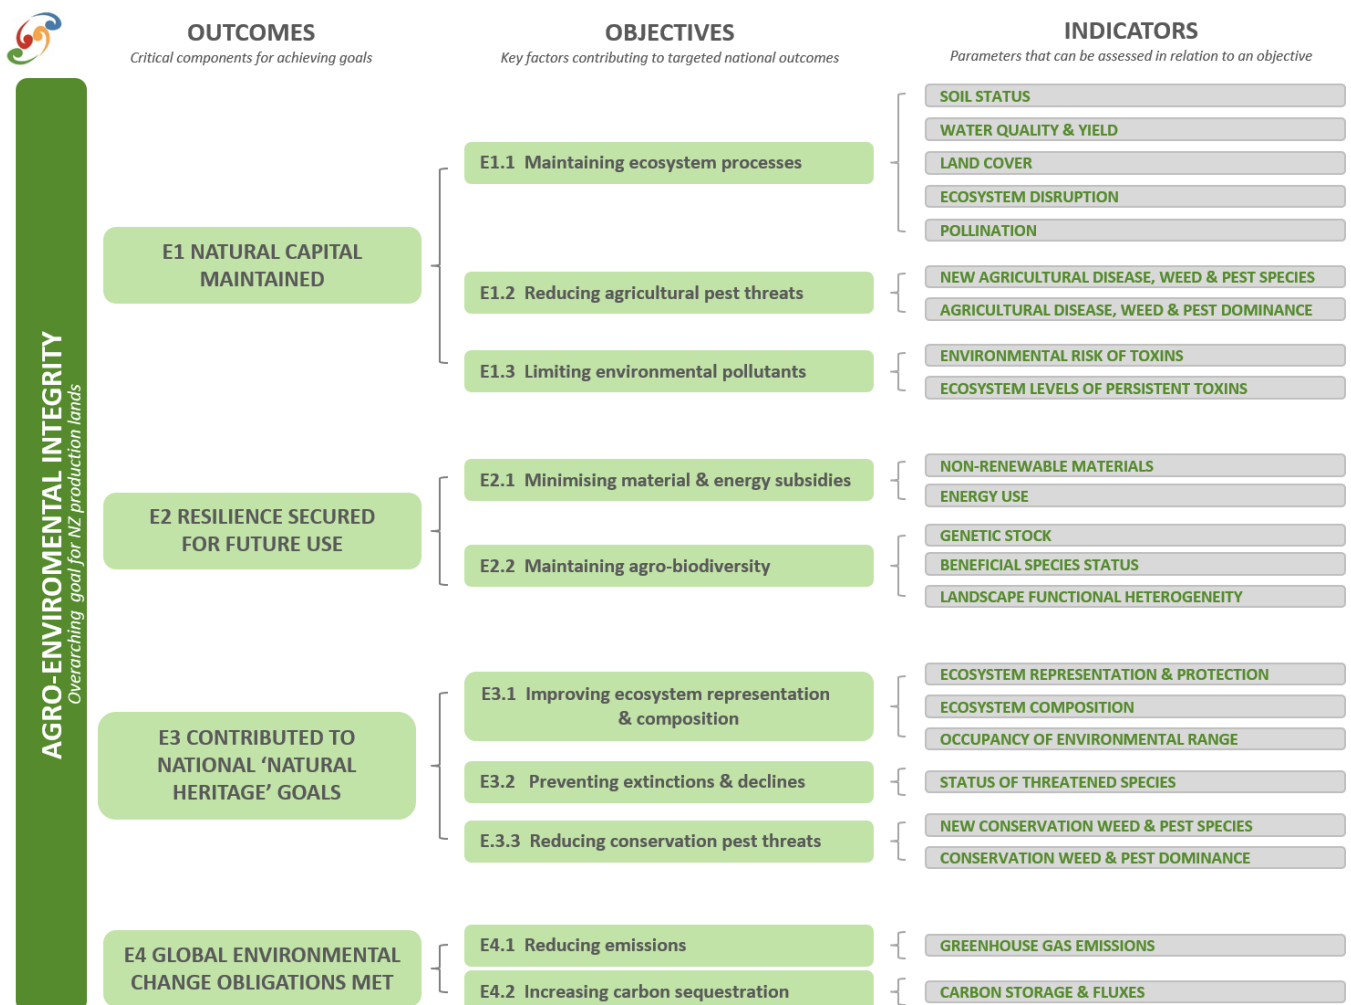 OUTCOMES
Critical components for achieving goals
OBJECTIVES
Key factors contributing to targeted national outcomes
INDICATORS
Parameters that can be assessed in relation to an objective
AGRO-ENVIROMENTAL INTEGRITY
Overarching goal for NZ production lands
E1 NATURAL CAPITAL
MAINTAINED
E1.1 Maintaining ecosystem processes
SOIL STATUS
WATER QUALITY & YIELD
LAND COVER
ECOSYSTEM DISRUPTION
POLLINATION
E1.2 Reducing agricultural pest threats
NEW AGRICULTURAL DISEASE, WEED & PEST SPECIES
AGRICULTURAL DISEASE, WEED & PEST DOMINANCE
E1.3 Limiting environmental pollutants
ENVIRONMENTAL RISK OF TOXINS
ECOSYSTEM LEVELS OF PERSISTENT TOXINS
E2 RESILIENCE SECURED
FOR FUTURE USE
E2.1 Minimising material & energy subsidies
NON-RENEWABLE MATERIALS
ENERGY USE
E2.2 Maintaining agro-biodiversity
GENETIC STOCK
BENEFICIAL SPECIES STATUS
LANDSCAPE FUNCTIONAL HETEROGENEITY
E3 CONTRIBUTED TO
NATIONAL ‘NATURAL
HERITAGE’ GOALS
E3.1 Improving ecosystem representation
& composition
ECOSYSTEM REPRESENTATION & PROTECTION
ECOSYSTEM COMPOSITION
OCCUPANCY OF ENVIRONMENTAL RANGE
E3.2 Preventing extinctions & declines
STATUS OF THREATENED SPECIES
E.3.3 Reducing conservation pest threats
NEW CONSERVATION WEED & PEST SPECIES
CONSERVATION WEED & PEST DOMINANCE
E4 GLOBAL ENVIRONMENTAL
CHANGE OBLIGATIONS MET
E4.1 Reducing emissions
GREENHOUSE GAS EMISSIONS
E4.2 Increasing carbon sequestration
CARBON STORAGE & FLUXES